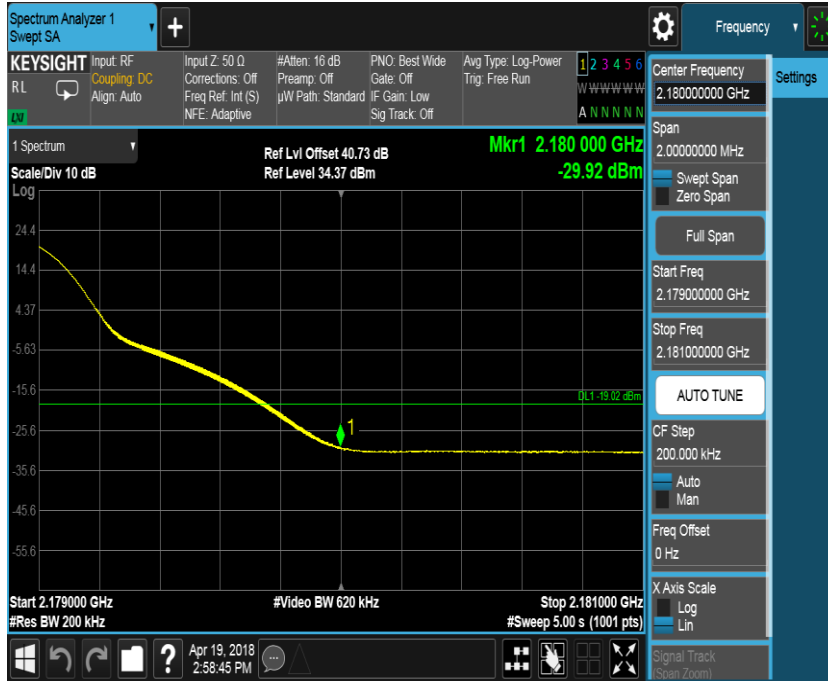 Spectrum Analyzer 1
Swept SA
+
Frequency
KEYSIGHT
RL
LXI
Input: RF
Coupling: DC
Align: Auto
Input Z: 50 Ω
Corrections: Off
Freq Ref: Int (S)
NFE: Adaptive
#Atten: 16 dB
Preamp: Off
µW Path: Standard
PNO: Best Wide
Gate: Off
IF Gain: Low
Sig Track: Off
Avg Type: Log-Power
Trig: Free Run
1 2 3 4 5 6
A W W W W W
A N N N N N
1 Spectrum
Scale/Div 10 dB
Log
Ref Lvl Offset 40.73 dB
Ref Level 34.37 dBm
Mkr1 2.180 000 GHz
-29.92 dBm
24.4
14.4
4.37
-5.63
-15.6
-25.6
-35.6
-45.6
-55.6
DL1 -19.02 dBm
1
Start 2.179000 GHz
#Res BW 200 kHz
#Video BW 620 kHz
Stop 2.181000 GHz
#Sweep 5.00 s (1001 pts)
Center Frequency
2.180000000 GHz
Settings
Span
2.00000000 MHz
Swept Span
Zero Span
Full Span
Start Freq
2.179000000 GHz
Stop Freq
2.181000000 GHz
AUTO TUNE
CF Step
200.000 kHz
Auto
Man
Freq Offset
0 Hz
X Axis Scale
Log
Lin
Signal Track
(Span Zoom)
?
Apr 19, 2018
2:58:45 PM